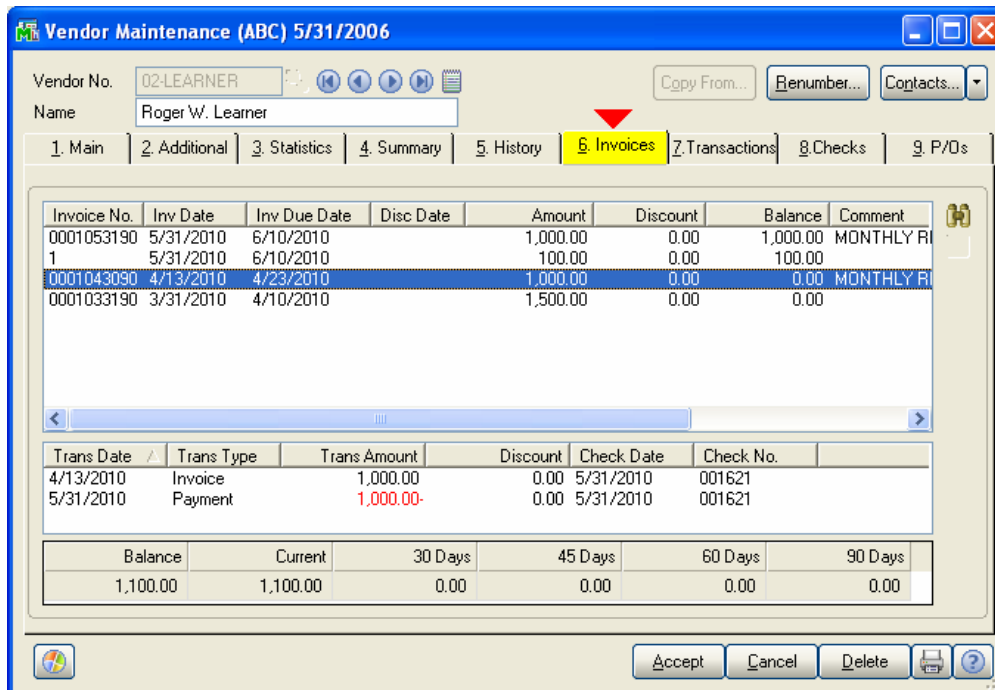 Vendor Maintenance (ABC) 5/31/2006
Vendor No. 02-LEARNER Copy From... Renumber... Contacts...
Name Roger W. Learner
1. Main 2. Additional 3. Statistics 4. Summary 5. History 6. Invoices 7.Transactions 8.Checks 9. P/Os
Invoice No. Inv Date Inv Due Date Disc Date Amount Discount Balance Comment
0001053190 5/31/2010 6/10/2010 1,000.00 0.00 1,000.00 MONTHLY RI
1 5/31/2010 6/10/2010 100.00 0.00 100.00
0001043090 4/13/2010 4/23/2010 1,000.00 0.00 0.00 MONTHLY RI
0001033190 3/31/2010 4/10/2010 1,500.00 0.00 0.00
Trans Date Trans Type Trans Amount Discount Check Date Check No.
4/13/2010 Invoice 1,000.00 0.00 5/31/2010 001621
5/31/2010 Payment 1,000.00- 0.00 5/31/2010 001621
Balance Current 30 Days 45 Days 60 Days 90 Days
1,100.00 1,100.00 0.00 0.00 0.00 0.00
Accept Cancel Delete